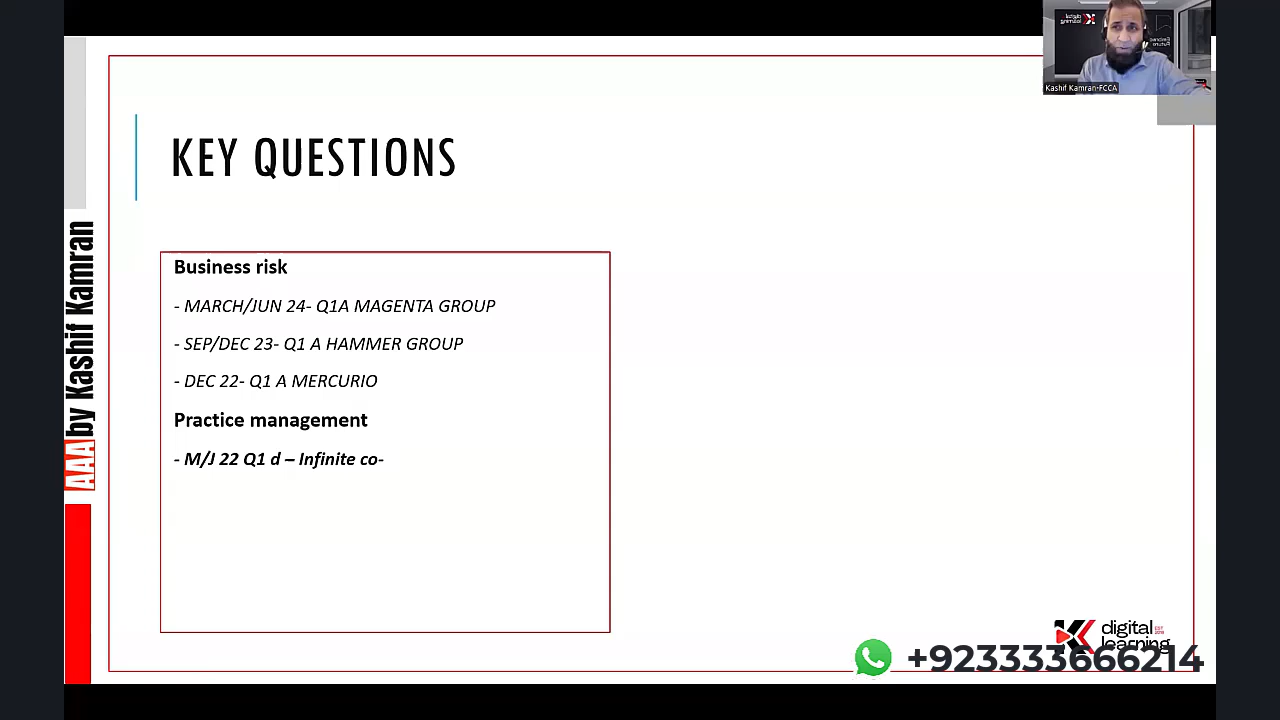 Kashif Kamran-FCCA
AAA by Kashif Kamran
KEY QUESTIONS
Business risk
- MARCH/JUN 24- Q1A MAGENTA GROUP
- SEP/DEC 23- Q1 A HAMMER GROUP
- DEC 22- Q1 A MERCURIO
Practice management
- M/J 22 Q1 d – Infinite co-
digital
learning
+923333666214